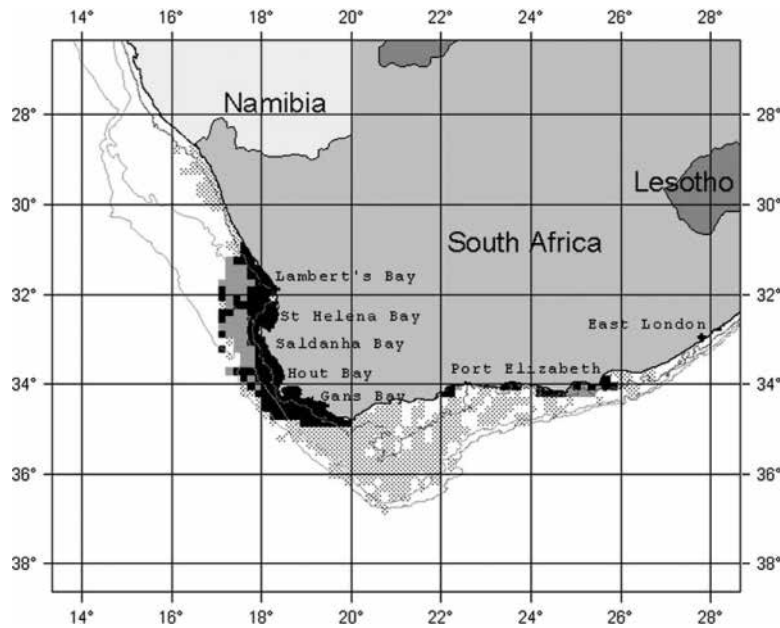 14° 16° 18° 20° 22° 24° 26° 28°
Namibia
28° 28°
Lesotho
30° 30°
South Africa
Lambert's Bay
32° 32°
St Helena Bay
East London
Saldanha Bay
Port Elizabeth
Hout Bay
34° 34°
Gans Bay
36° 36°
38° 38°
14° 16° 18° 20° 22° 24° 26° 28°